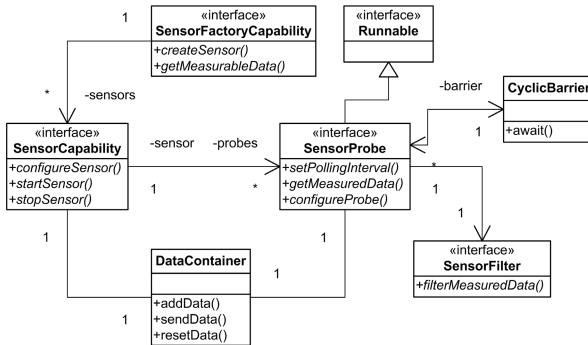 1
«interface»
SensorFactoryCapability
+createSensor()
+getMeasurableData()
«interface»
Runnable
*
-sensors
-barrier
CyclicBarrier
+await()
1
«interface»
SensorCapability
+configureSensor()
+startSensor()
+stopSensor()
-sensor
-probes
1
*
«interface»
SensorProbe
+setPollingInterval()
+getMeasuredData()
+configureProbe()
*
1
1
1
1
DataContainer
+addData()
+sendData()
+resetData()
1
1
«interface»
SensorFilter
+filterMeasuredData()